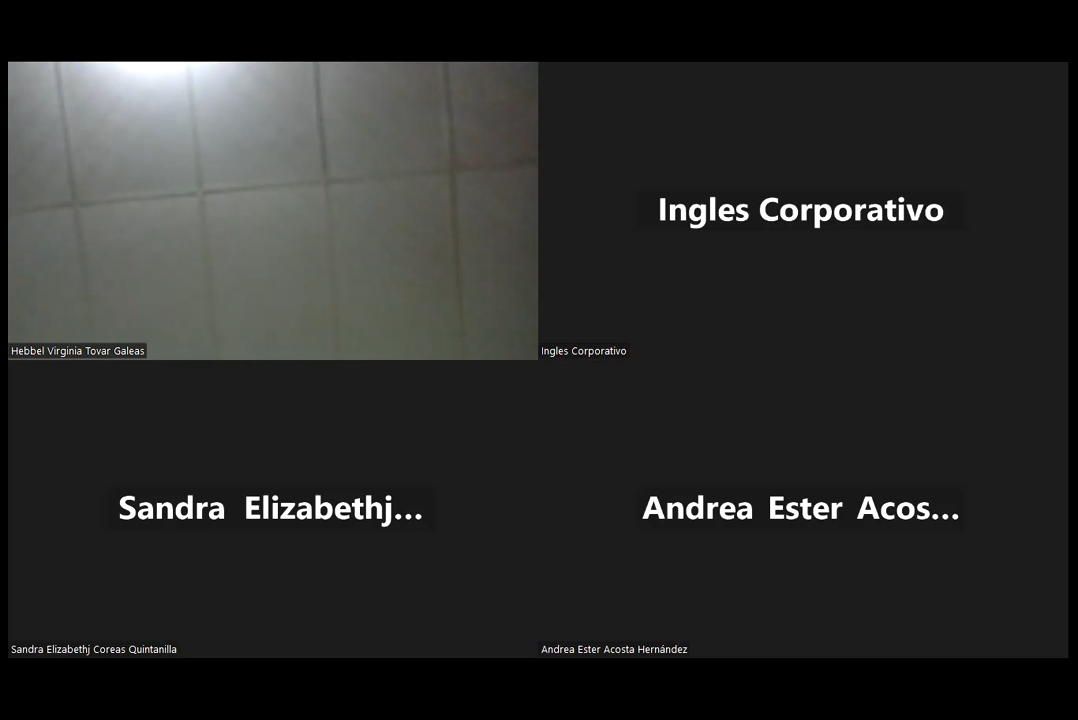 Ingles Corporativo
Hebbel Virginia Tovar Galeas
Ingles Corporativo
Sandra Elizabethj...
Andrea Ester Acos...
Sandra Elizabethj Coreas Quintanilla
Andrea Ester Acosta Hernández